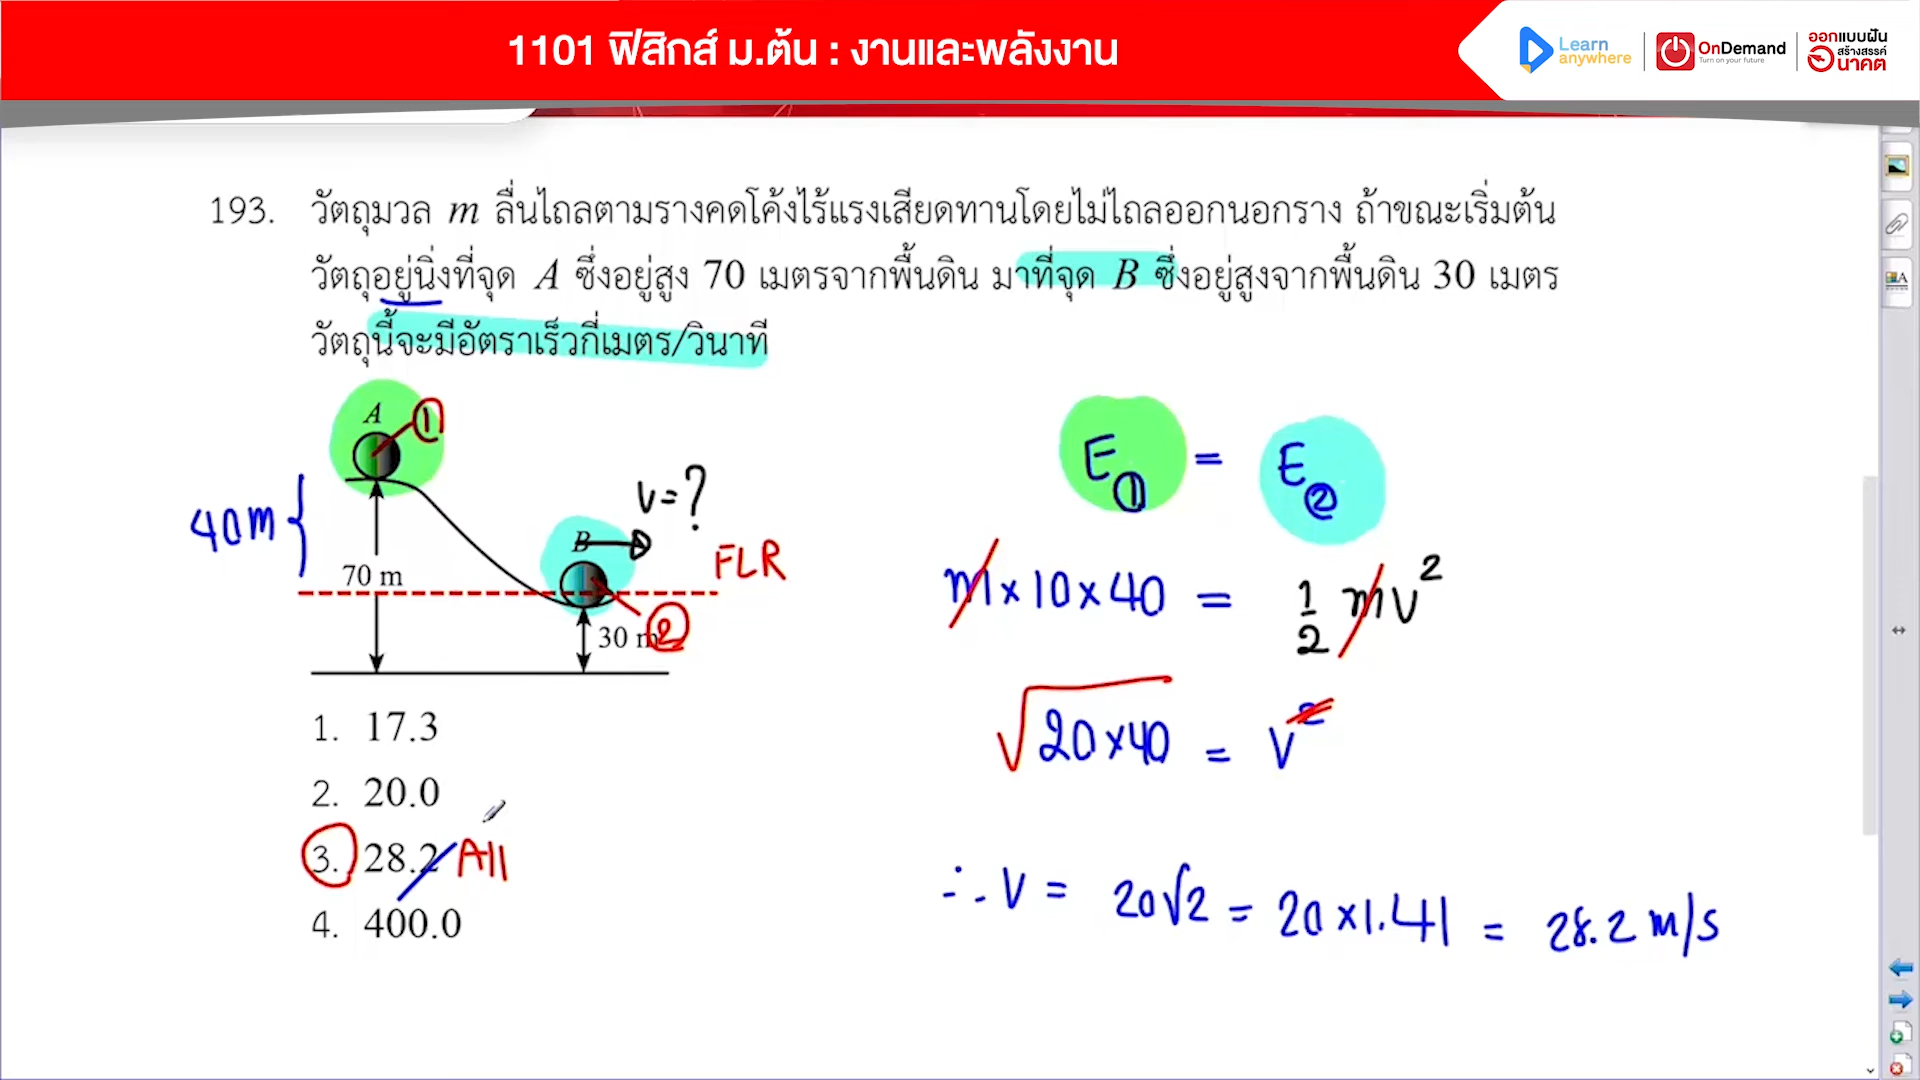 1101 ฟิสิกส์ ม.ต้น : งานและพลังงาน
Learn
anywhere
OnDemand
Turn on your future
ออกแบบฝัน
สร้างสรรค์
อนาคต
193. วัตถุมวล m ลื่นไถลตามรางคดโค้งไร้แรงเสียดทานโดยไม่ไถลออกนอกราง ถ้าขณะเริ่มต้น
วัตถุอยู่นิ่งที่จุด A ซึ่งอยู่สูง 70 เมตรจากพื้นดิน มาที่จุด B ซึ่งอยู่สูงจากพื้นดิน 30 เมตร
วัตถุนี้จะมีอัตราเร็วกี่เมตร/วินาที
A ①
40m
70 m
B
v=?
FLR
30 m ②
E① = E②
m×10×40 = 1/2 mv²
√20×40 = v²
∴ v = 20√2 = 20×1.41 = 28.2 m/s
1. 17.3
2. 20.0
3. 28.2 Ans
4. 400.0